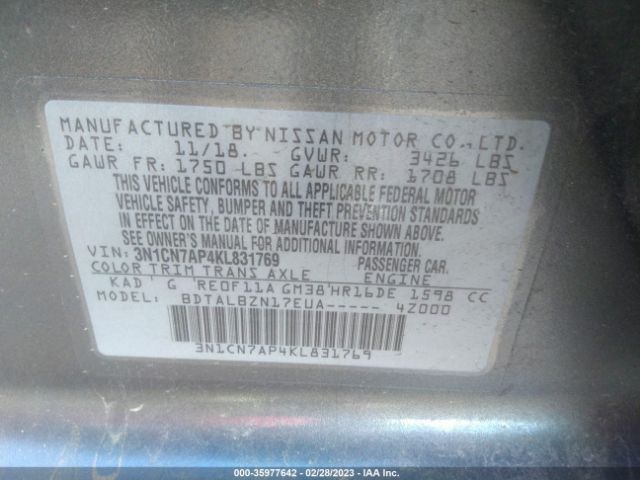 MANUFACTURED BY NISSAN MOTOR CO.,LTD.
DATE: 11/18. GVWR: 3426 LBS
GAWR FR: 1750 LBS GAWR RR: 1708 LBS
THIS VEHICLE CONFORMS TO ALL APPLICABLE FEDERAL MOTOR
VEHICLE SAFETY, BUMPER AND THEFT PREVENTION STANDARDS
IN EFFECT ON THE DATE OF MANUFACTURE SHOWN ABOVE.
SEE OWNER'S MANUAL FOR ADDITIONAL INFORMATION.
VIN: 3N1CN7AP4KL831769 PASSENGER CAR.
COLOR TRIM TRANS AXLE ENGINE
KAD G RE0F11A GM38 HR16DE 1598 CC
MODEL: BDTALBZN17EUA----- 4Z000
3N1CN7AP4KL831769
000-35977642 - 02/28/2023 - IAA Inc.